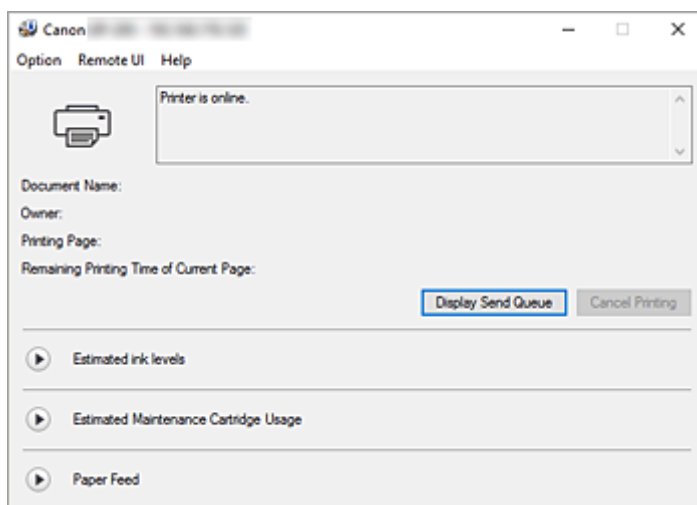 Canon
Option Remote UI Help
Printer is online.
Document Name:
Owner:
Printing Page:
Remaining Printing Time of Current Page:
Display Send Queue Cancel Printing
Estimated ink levels
Estimated Maintenance Cartridge Usage
Paper Feed